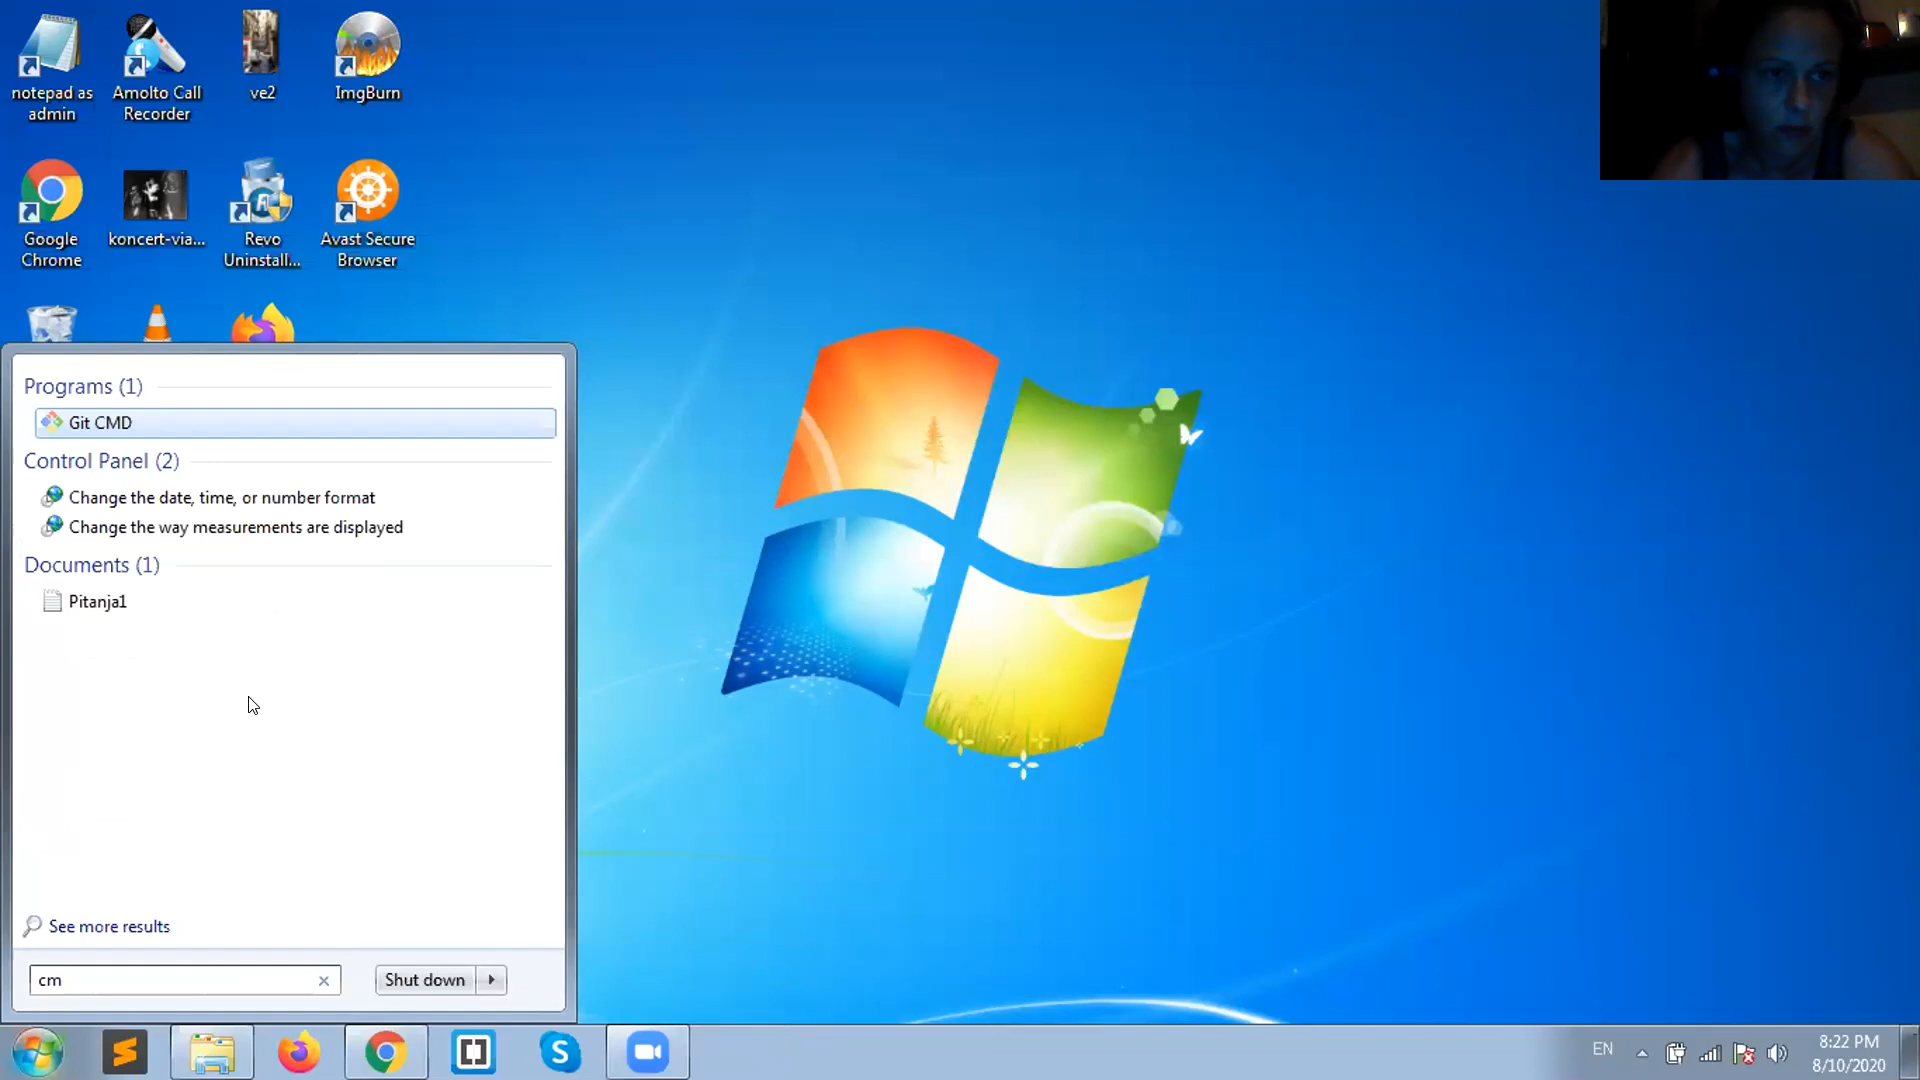 notepad as
admin
Amolto Call
Recorder
ve2
ImgBurn
Google
Chrome
koncert-via...
Revo
Uninstall...
Avast Secure
Browser
Programs (1)
Git CMD
Control Panel (2)
Change the date, time, or number format
Change the way measurements are displayed
Documents (1)
Pitanja1
See more results
cm
Shut down
EN
8:22 PM
8/10/2020